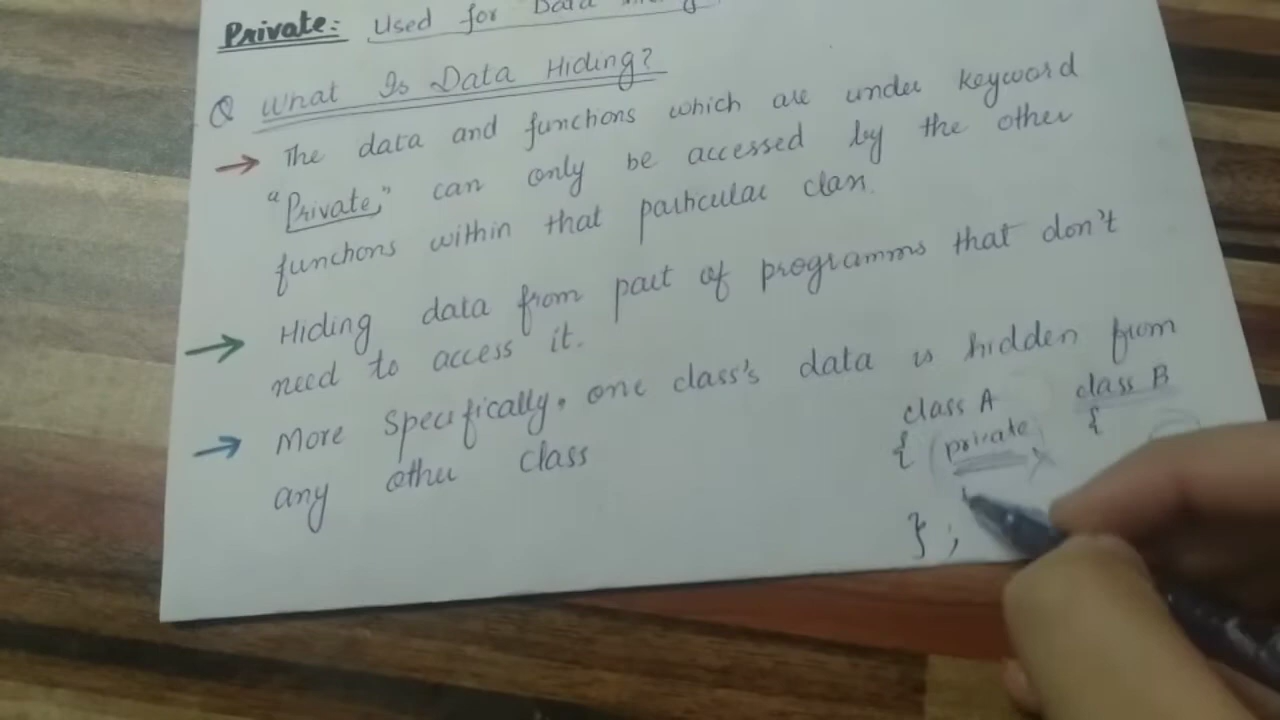 Private: Used for Data
Q What Is Data Hiding?
→ The data and functions which are under keyword
"Private" can only be accessed by the other
functions within that particular class.
→ Hiding data from part of programms that don't
need to access it.
→ More specifically, one class's data is hidden from
any other class
class A
{ private
} ;
class B
{